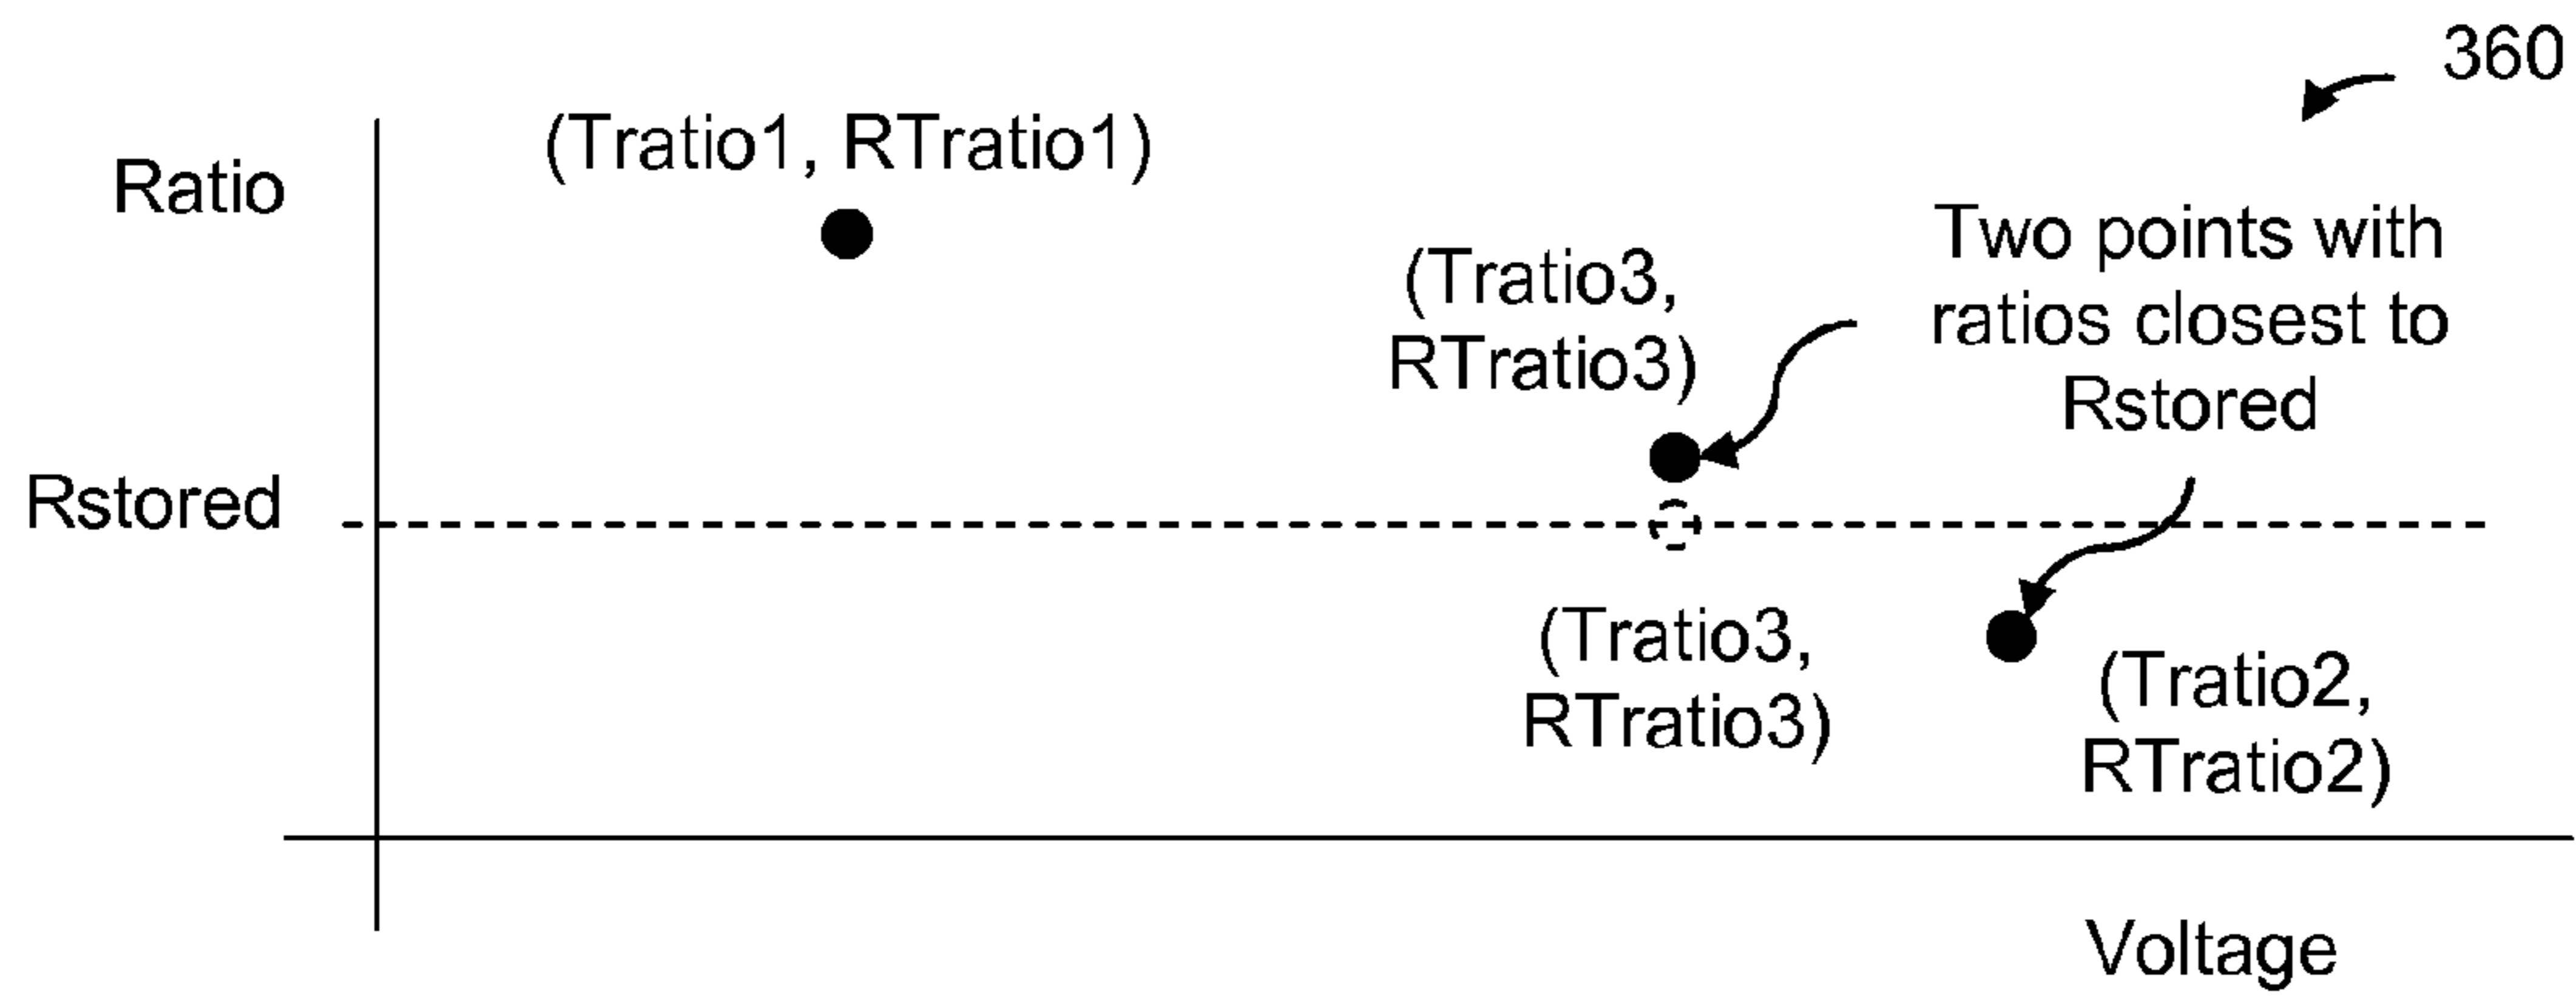 360
(Tratio1, RTratio1)
Ratio
Two points with
ratios closest to
Rstored
(Tratio3,
RTratio3)
Rstored
(Tratio3,
RTratio3)
(Tratio2,
RTratio2)
Voltage